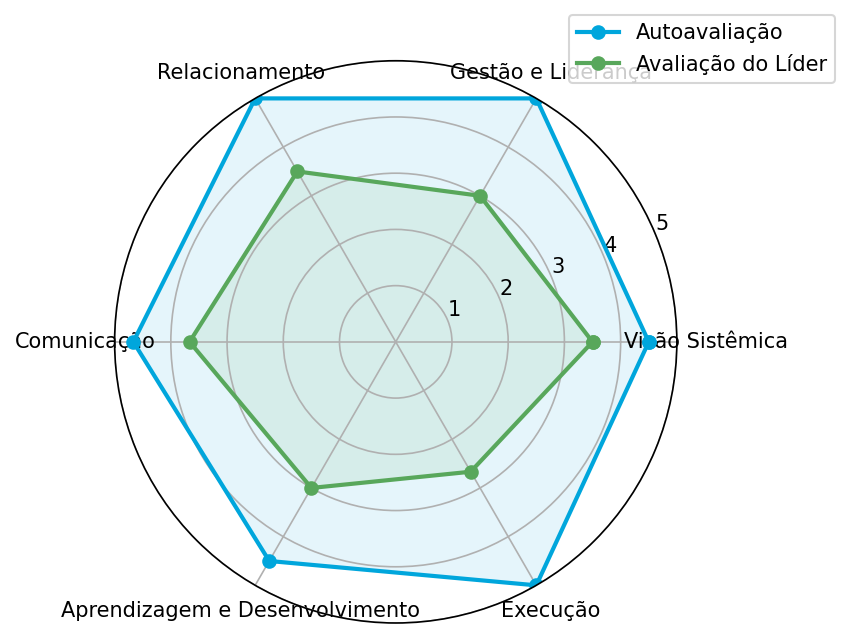 Autoavaliação
Avaliação do Líder
Relacionamento
Gestão e Liderança
5
4
3
2
1
Comunicação
Visão Sistêmica
Aprendizagem e Desenvolvimento
Execução